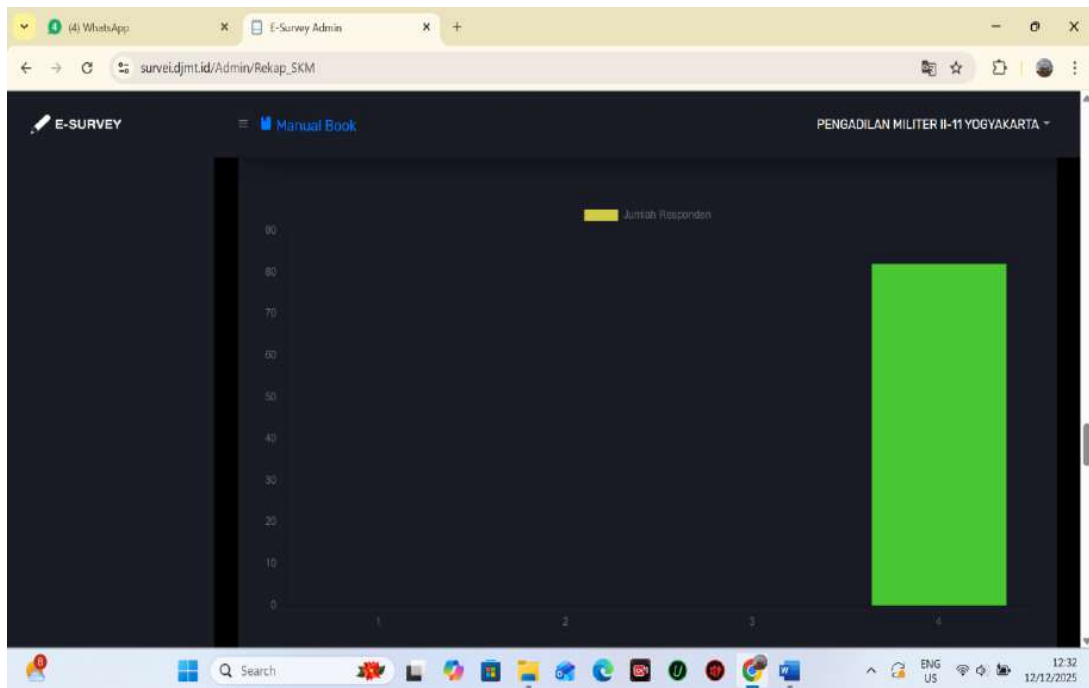 (4) WhatsApp
E-Survey Admin
survei.djmt.id/Admin/Rekap_SKM
E-SURVEY
Manual Book
PENGADILAN MILITER II-11 YOGYAKARTA
Jumlah Responden
90
80
70
60
50
40
30
20
10
0
1 2 3 4
Search
ENG
US
12:32
12/12/2025